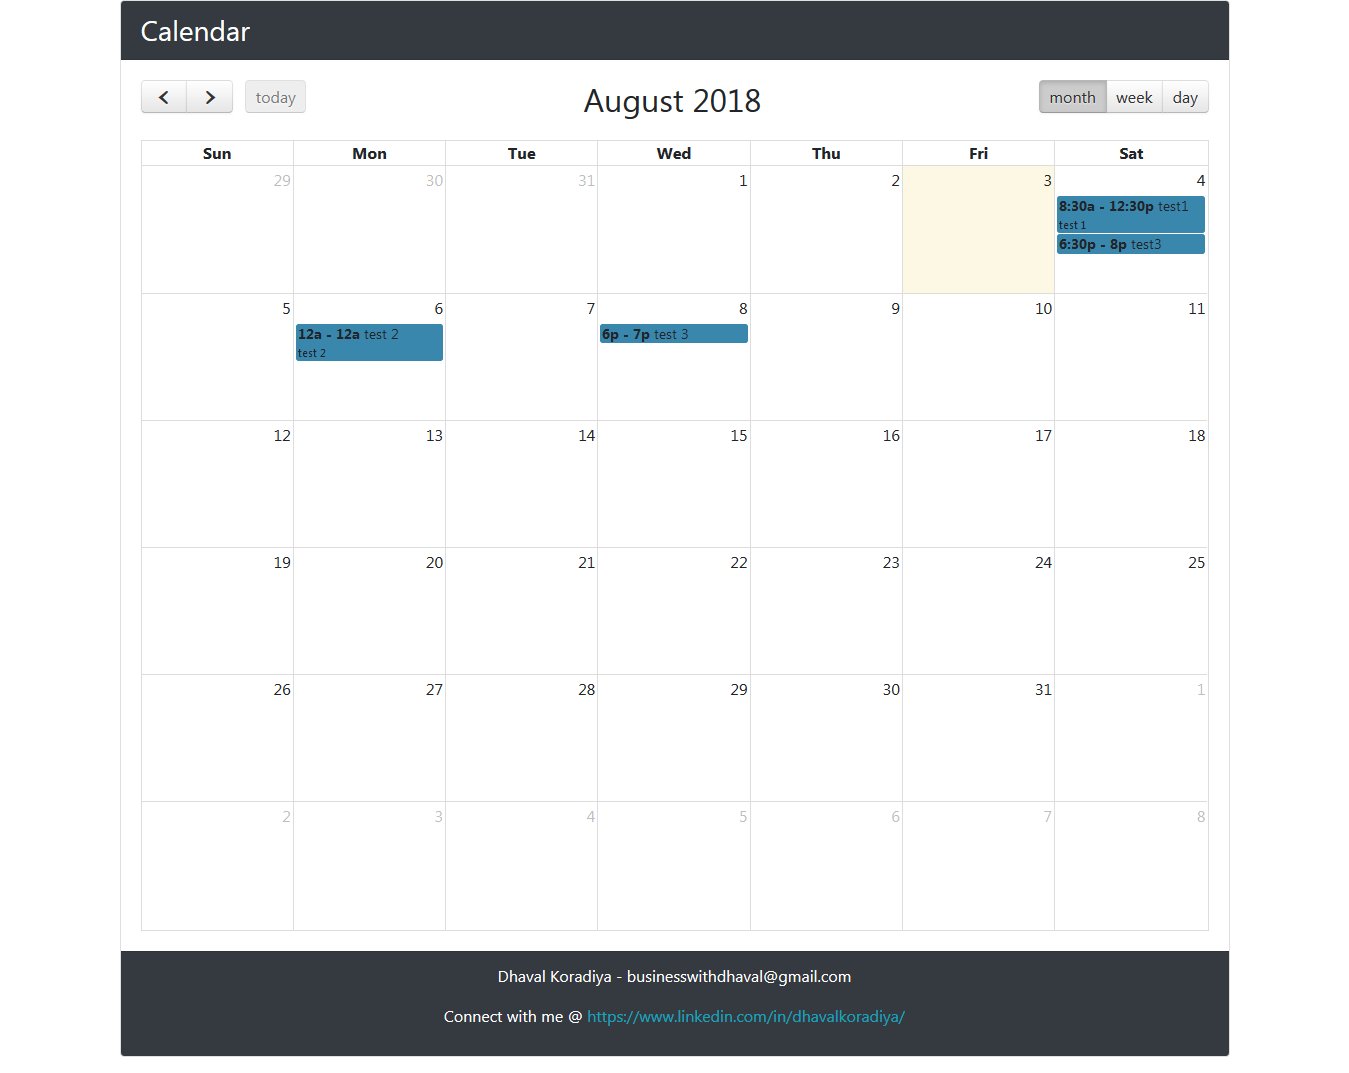 Calendar
today
August 2018
month week day
Sun Mon Tue Wed Thu Fri Sat
29 30 31 1 2 3 4
8:30a - 12:30p test1
test 1
6:30p - 8p test3
5 6 7 8 9 10 11
12a - 12a test 2
test 2
6p - 7p test 3
12 13 14 15 16 17 18
19 20 21 22 23 24 25
26 27 28 29 30 31 1
2 3 4 5 6 7 8
Dhaval Koradiya - businesswithdhaval@gmail.com
Connect with me @ https://www.linkedin.com/in/dhavalkoradiya/